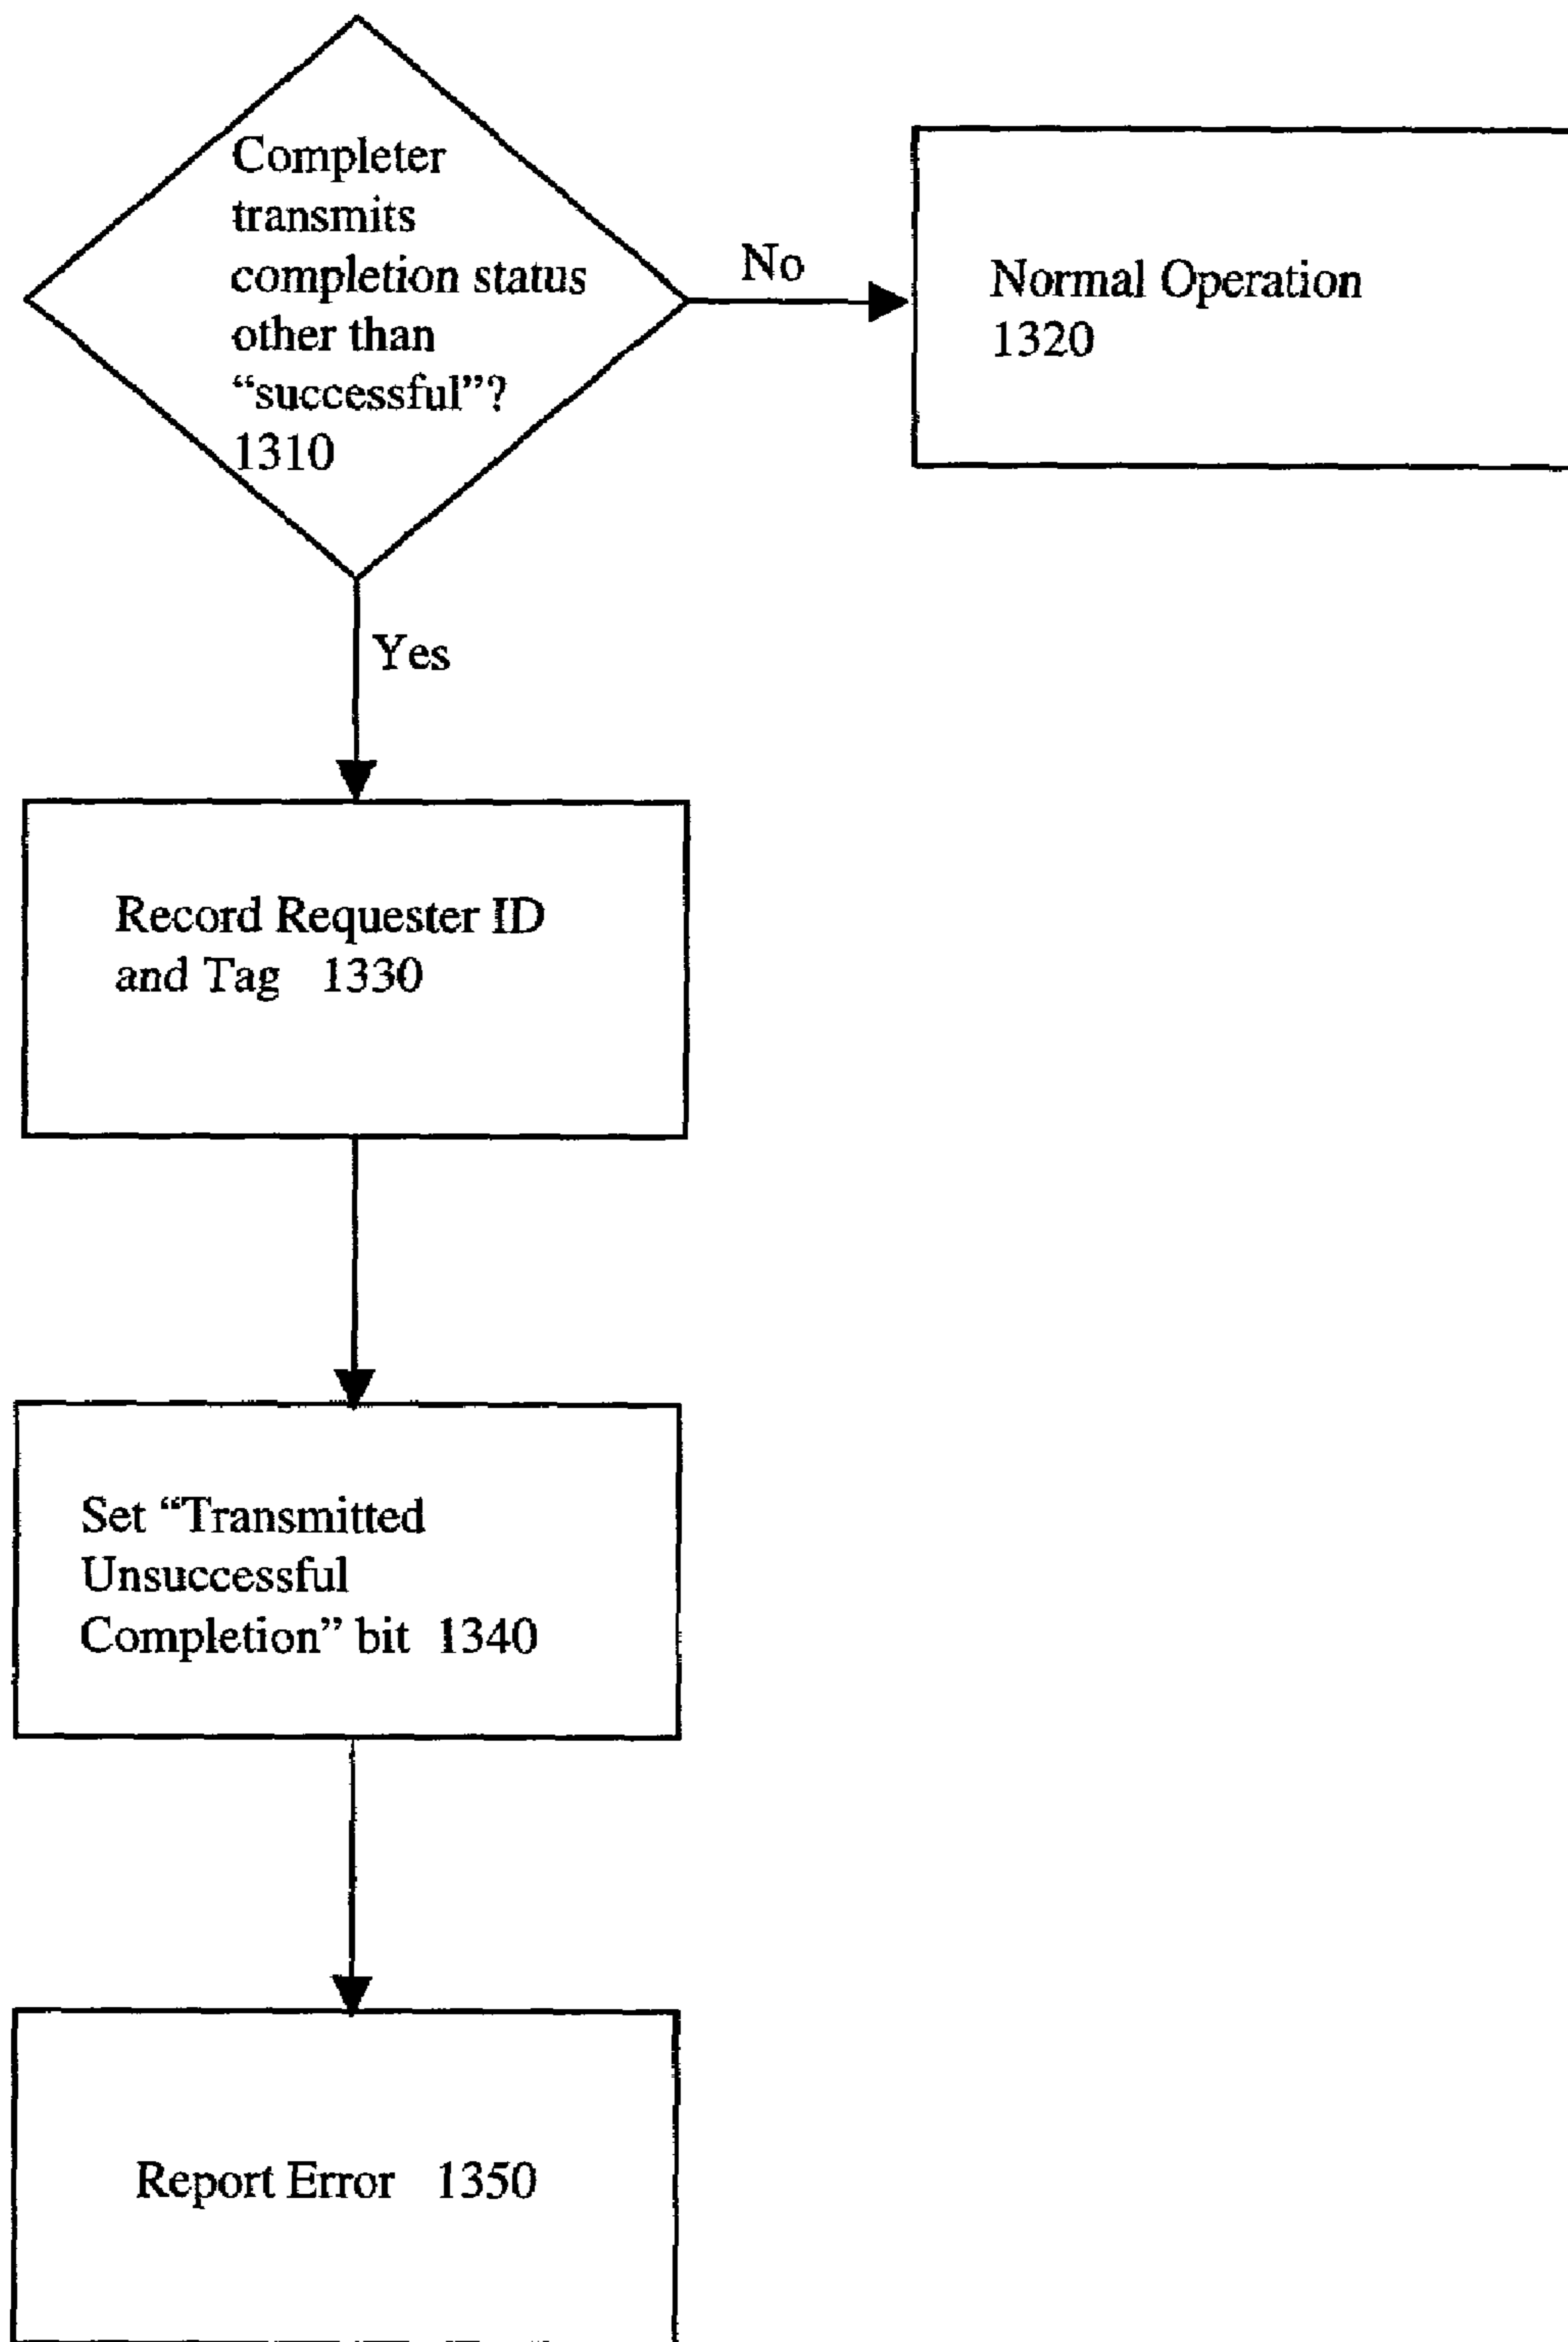 Completer
transmits
completion status
other than
“successful”?
1310
No
Normal Operation
1320
Yes
Record Requester ID
and Tag 1330
Set “Transmitted
Unsuccessful
Completion” bit 1340
Report Error 1350